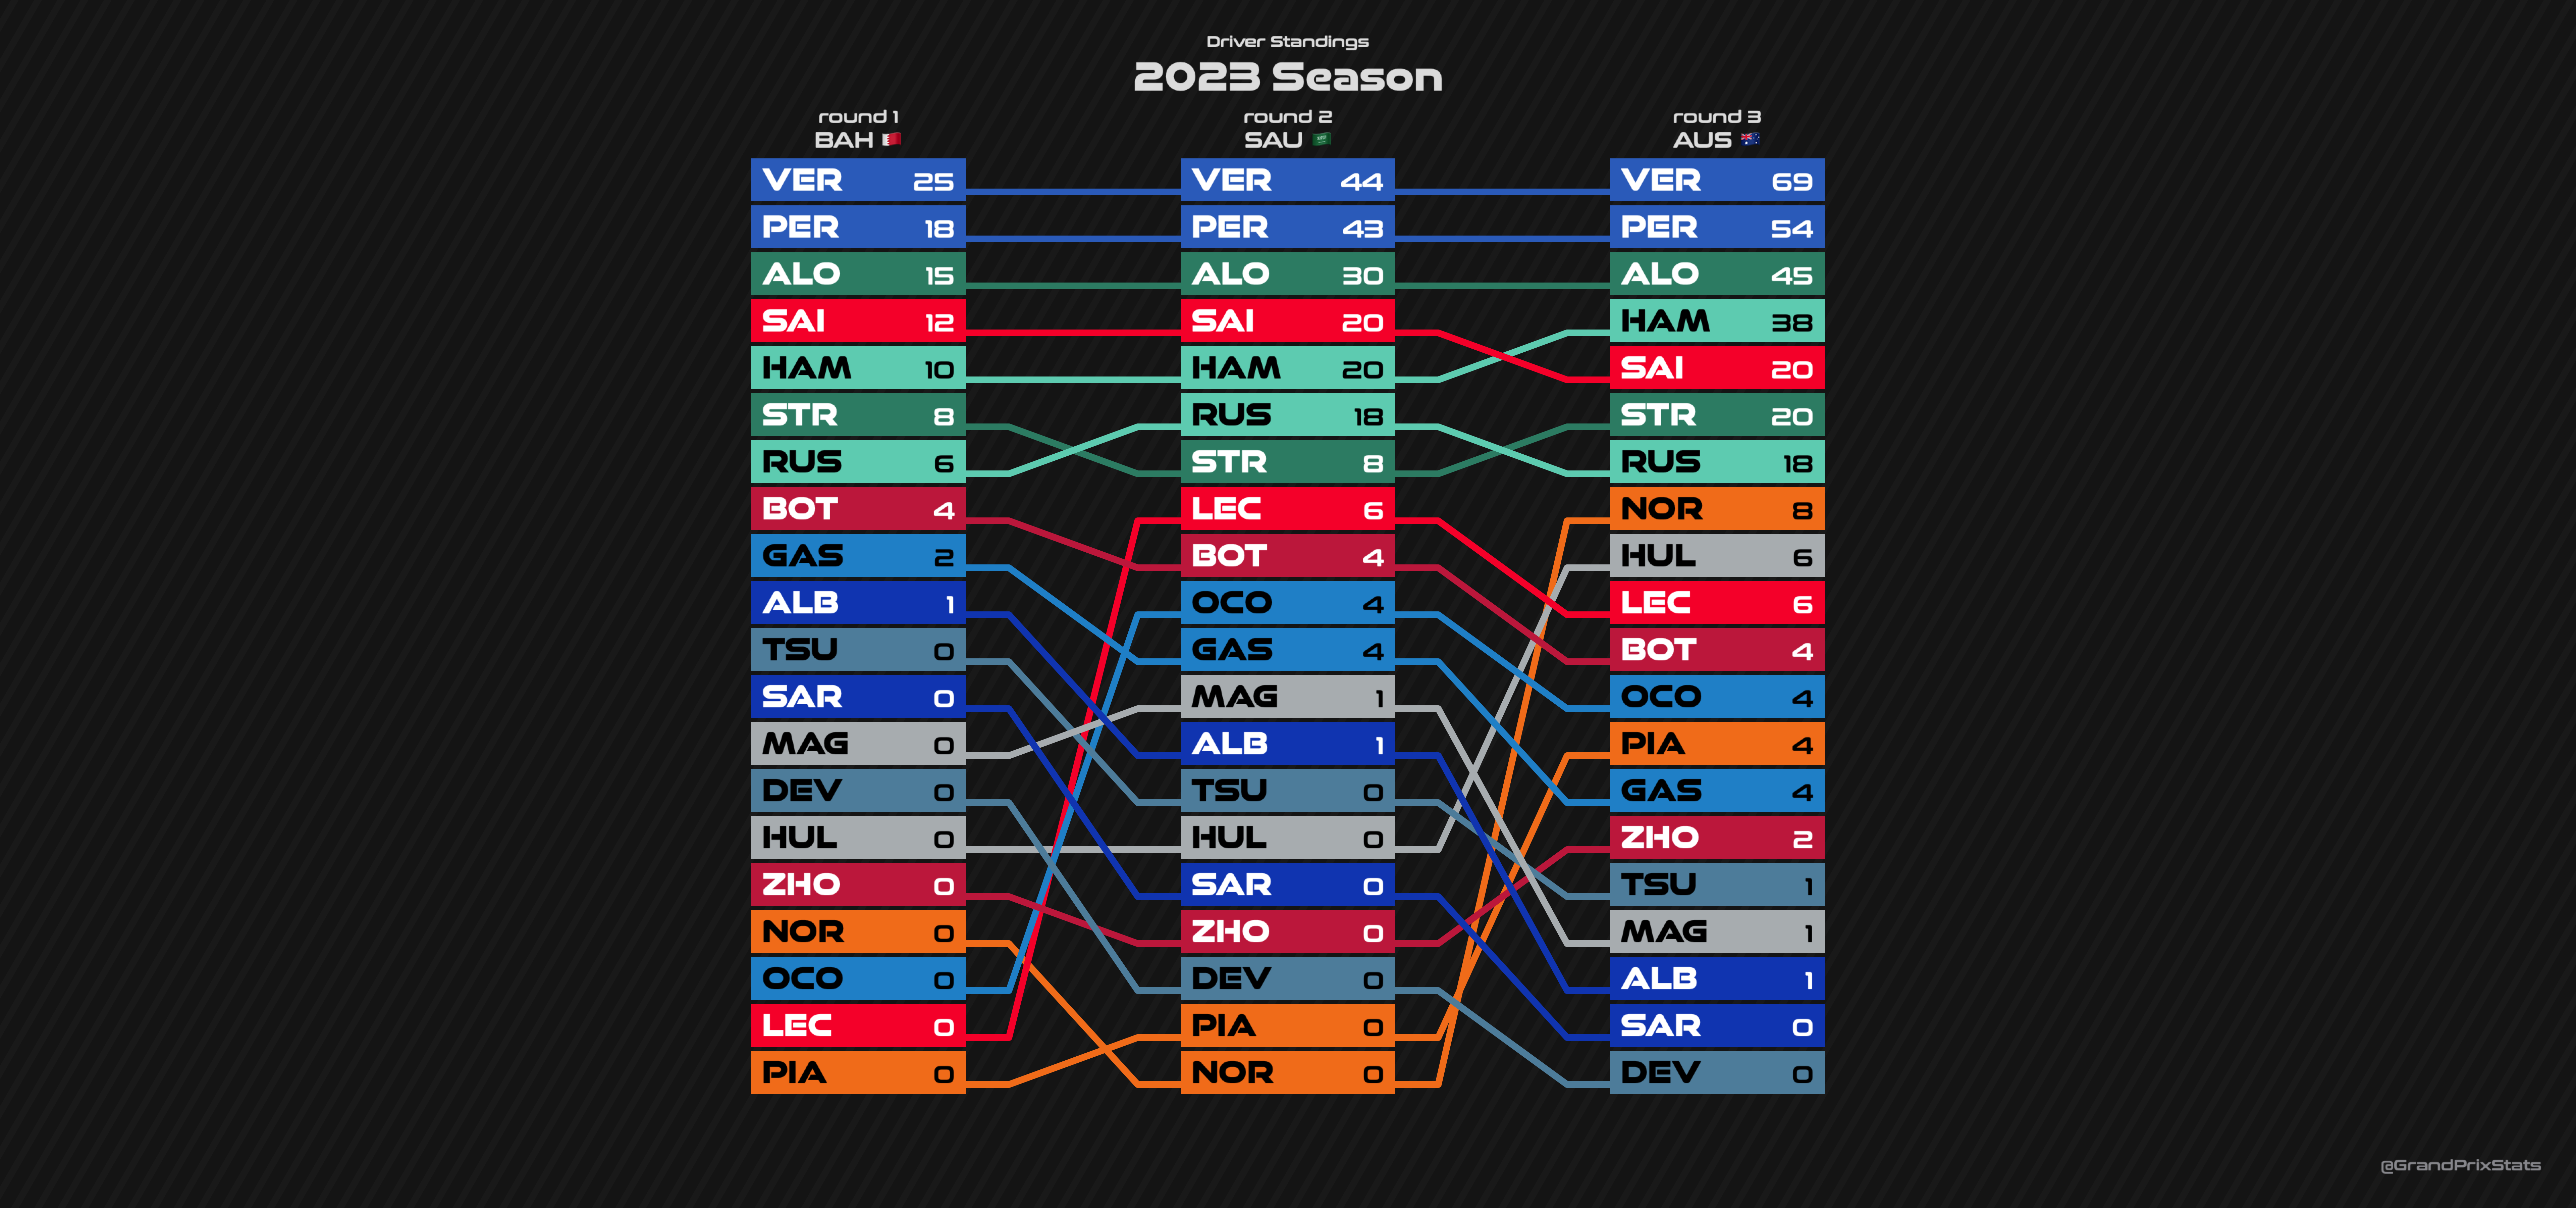 Driver Standings
2023 Season
round 1
BAH
VER 25
PER 18
ALO 15
SAI 12
HAM 10
STR 8
RUS 6
BOT 4
GAS 2
ALB 1
TSU 0
SAR 0
MAG 0
DEV 0
HUL 0
ZHO 0
NOR 0
OCO 0
LEC 0
PIA 0
round 2
SAU
VER 44
PER 43
ALO 30
SAI 20
HAM 20
RUS 18
STR 8
LEC 6
BOT 4
OCO 4
GAS 4
MAG 1
ALB 1
TSU 0
HUL 0
SAR 0
ZHO 0
DEV 0
PIA 0
NOR 0
round 3
AUS
VER 69
PER 54
ALO 45
HAM 38
SAI 20
STR 20
RUS 18
NOR 8
HUL 6
LEC 6
BOT 4
OCO 4
PIA 4
GAS 4
ZHO 2
TSU 1
MAG 1
ALB 1
SAR 0
DEV 0
@GrandPrixStats